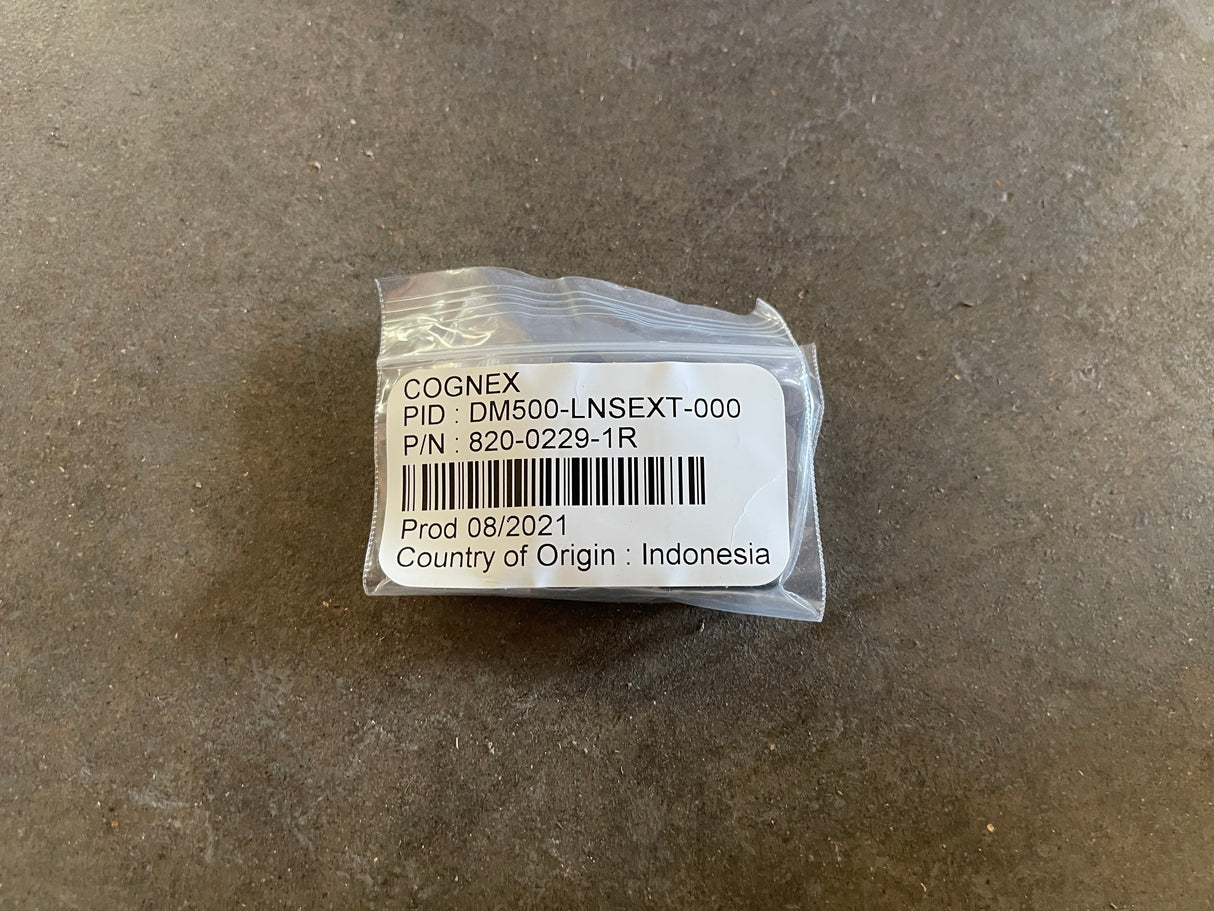 COGNEX
PID : DM500-LNSEXT-000
P/N : 820-0229-1R
Prod 08/2021
Country of Origin : Indonesia